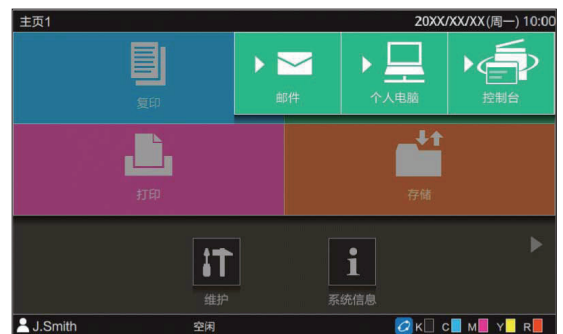 主页1 20XX/XX/XX(周一) 10:00
复印 邮件 个人电脑 控制台
打印 存储
维护 系统信息
J.Smith 空闲 K C M Y R